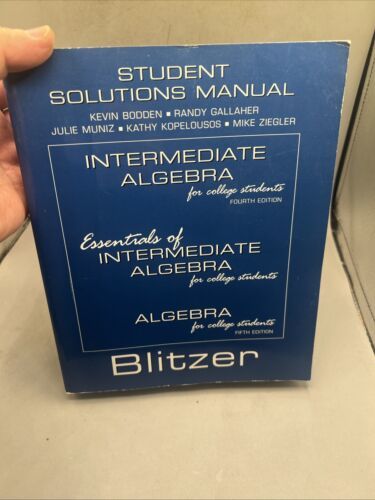 STUDENT
SOLUTIONS MANUAL
KEVIN BODDEN ▪ RANDY GALLAHER
JULIE MUNIZ ▪ KATHY KOPELOUSOS ▪ MIKE ZIEGLER
INTERMEDIATE
ALGEBRA
for college students
FOURTH EDITION
Essentials of
INTERMEDIATE
ALGEBRA
for college students
ALGEBRA
for college students
FIFTH EDITION
Blitzer